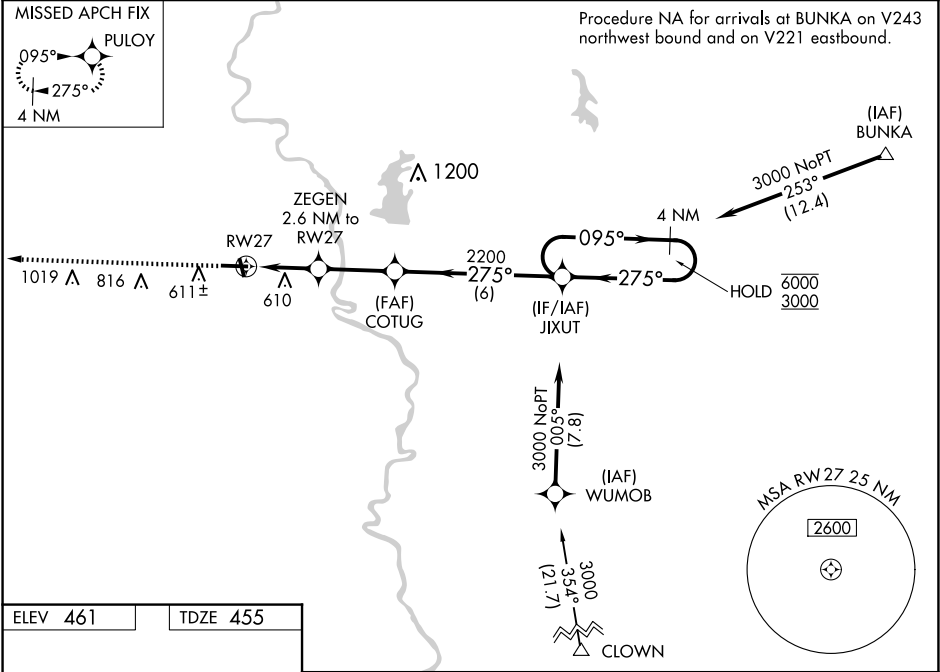 MISSED APCH FIX
PULOY
095°
275°
4 NM
Procedure NA for arrivals at BUNKA on V243
northwest bound and on V221 eastbound.
(IAF)
BUNKA
3000 NoPT
253°
(12.4)
1200
ZEGEN
2.6 NM to
RW27
RW27
4 NM
095°
2200
275°
(6)
275°
HOLD
6000
3000
1019
816
611±
610
(FAF)
COTUG
(IF/IAF)
JIXUT
3000 NoPT
005°
(7.8)
(IAF)
WUMOB
MSA RW27 25 NM
2600
3000
354°
(21.7)
CLOWN
ELEV 461
TDZE 455